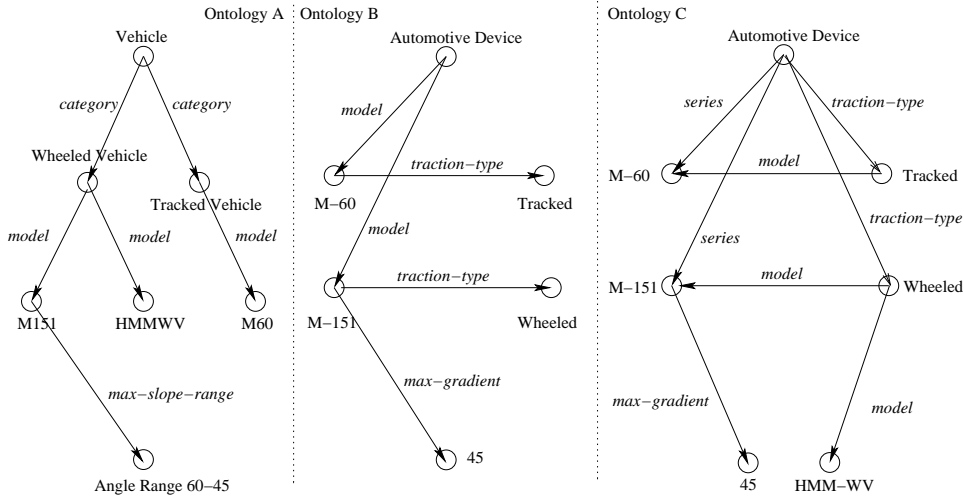 Ontology A
Vehicle
category
category
Wheeled Vehicle
Tracked Vehicle
model
model
model
M151
HMMWV
M60
max-slope-range
Angle Range 60-45
Ontology B
Automotive Device
model
traction-type
M-60
Tracked
model
traction-type
M-151
Wheeled
max-gradient
45
Ontology C
Automotive Device
series
traction-type
model
M-60
Tracked
traction-type
series
model
M-151
Wheeled
max-gradient
model
45
HMM-WV